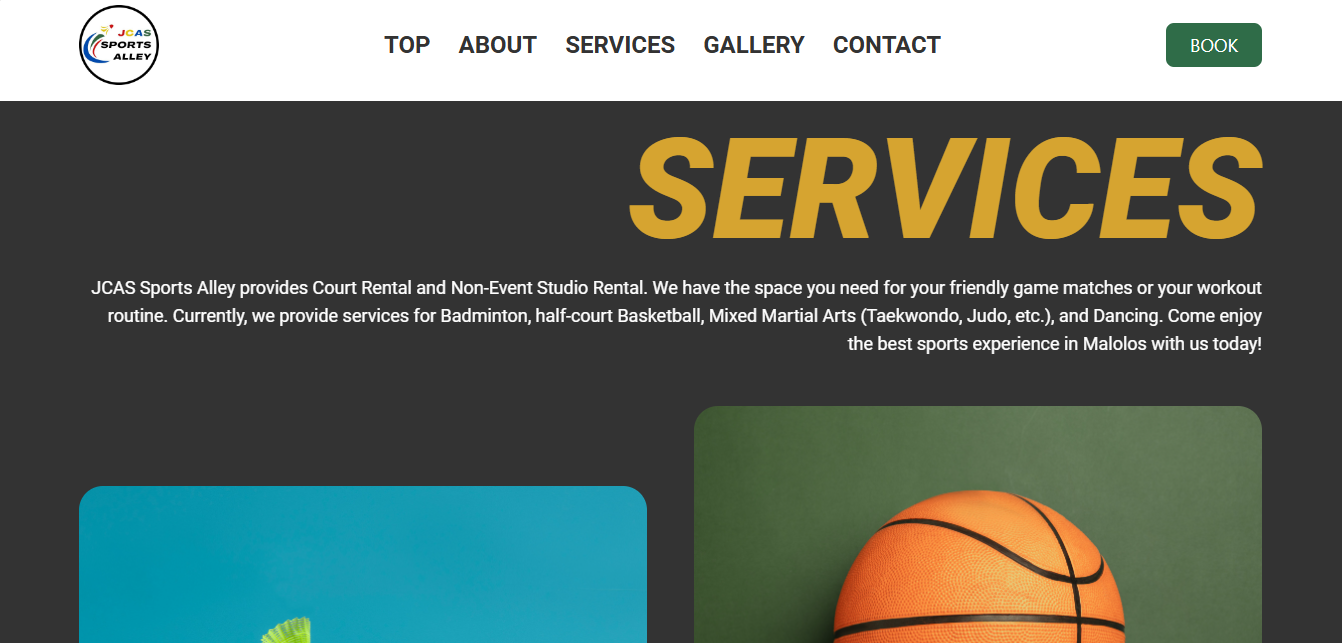 JCAS
SPORTS
ALLEY
TOP ABOUT SERVICES GALLERY CONTACT
BOOK
SERVICES
JCAS Sports Alley provides Court Rental and Non-Event Studio Rental. We have the space you need for your friendly game matches or your workout
routine. Currently, we provide services for Badminton, half-court Basketball, Mixed Martial Arts (Taekwondo, Judo, etc.), and Dancing. Come enjoy
the best sports experience in Malolos with us today!